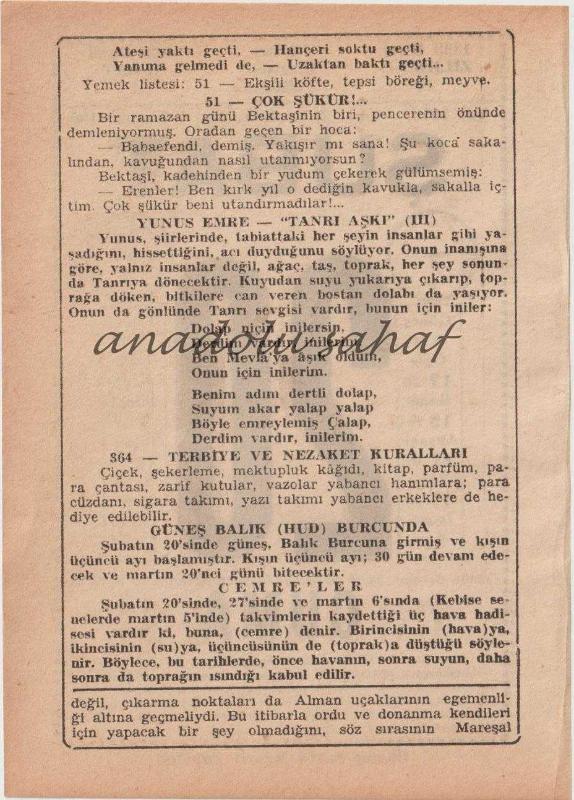 Ateşi yaktı geçti, — Hançeri soktu geçti,
Yanıma gelmedi de, — Uzaktan baktı geçti...
Yemek listesi: 51 — Ekşili köfte, tepsi böreği, meyve.
51 — ÇOK ŞÜKÜR!...
Bir ramazan günü Bektaşînin biri, pencerenin önünde
demleniyormuş. Oradan geçen bir hoca:
— Babaefendi, demiş. Yakışır mı sana! Şu koca saka-
lından, kavuğundan nasıl utanmıyorsun?
Bektaşî, kadehinden bir yudum çekerek gülümsemiş:
— Erenler! Ben kırk yıl o dediğin kavukla, sakalla iç-
tim. Çok şükür beni utandırmadılar!...
YUNUS EMRE — "TANRI AŞKI" (III)
Yunus, şiirlerinde, tabiattaki her şeyin insanlar gibi ya-
şadığını, hissettiğini, acı duyduğunu söylüyor. Onun inanışına
göre, yalnız insanlar değil, ağaç, taş, toprak, her şey sonun-
da Tanrıya dönecektir. Kuyudan suyu yukarıya çıkarıp, top-
rağa döken, bitkilere can veren bostan dolabı da yaşıyor.
Onun da gönlünde Tanrı sevgisi vardır, bunun için iniler:
Dolap niçin inilersin,
Derdim vardır, inilerim,
Ben Mevlâ'ya âşık oldum,
Onun için inilerim.
anadolu sahaf
Benim adım dertli dolap,
Suyum akar yalap yalap
Böyle emreylemiş Çalap,
Derdim vardır, inilerim.
364 — TERBİYE VE NEZAKET KURALLARI
Çiçek, şekerleme, mektupluk kâğıdı, kitap, parfüm, pa-
ra çantası, zarif kutular, vazolar yabancı hanımlara; para
cüzdanı, sigara takımı, yazı takımı yabancı erkeklere de he-
diye edilebilir.
GÜNEŞ BALIK (HUD) BURCUNDA
Şubatın 20'sinde güneş, Balık Burcuna girmiş ve kışın
üçüncü ayı başlamıştır. Kışın üçüncü ayı; 30 gün devam ede-
cek ve martın 20'nci günü bitecektir.
CEMRE'LER
Şubatın 20'sinde, 27'sinde ve martın 6'sında (Kebise se-
nelerde martın 5'inde) takvimlerin kaydettiği üç hava hadi-
sesi vardır ki, buna, (cemre) denir. Birincisinin (hava)ya,
ikincisinin (su)ya, üçüncüsünün de (toprak)a düştüğü söyle-
nir. Böylece, bu tarihlerde, önce havanın, sonra suyun, daha
sonra da toprağın ısındığı kabul edilir.
değil, çıkarma noktaları da Alman uçaklarının egemenli-
ği altına geçmeliydi. Bu itibarla ordu ve donanma kendileri
için yapacak bir şey olmadığını, söz sırasının Mareşal